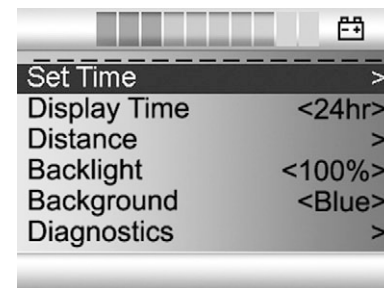 Set Time >
Display Time <24hr>
Distance >
Backlight <100%>
Background <Blue>
Diagnostics >